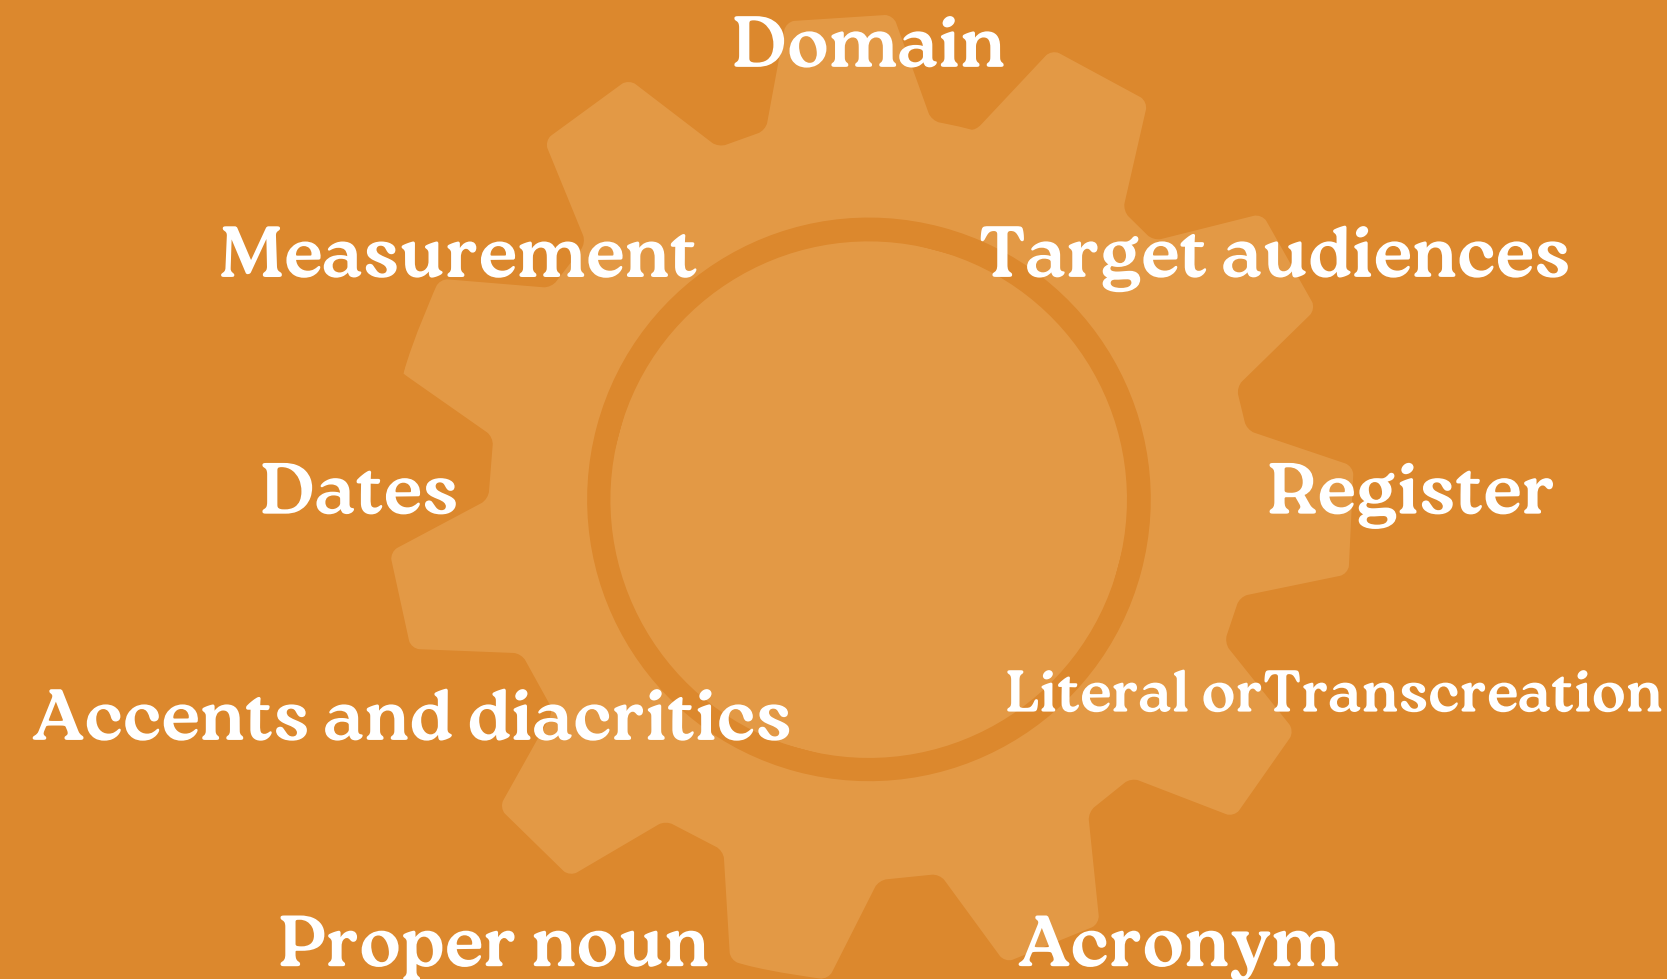 Domain
Measurement
Target audiences
Dates
Register
Literal orTranscreation
Accents and diacritics
Proper noun
Acronym